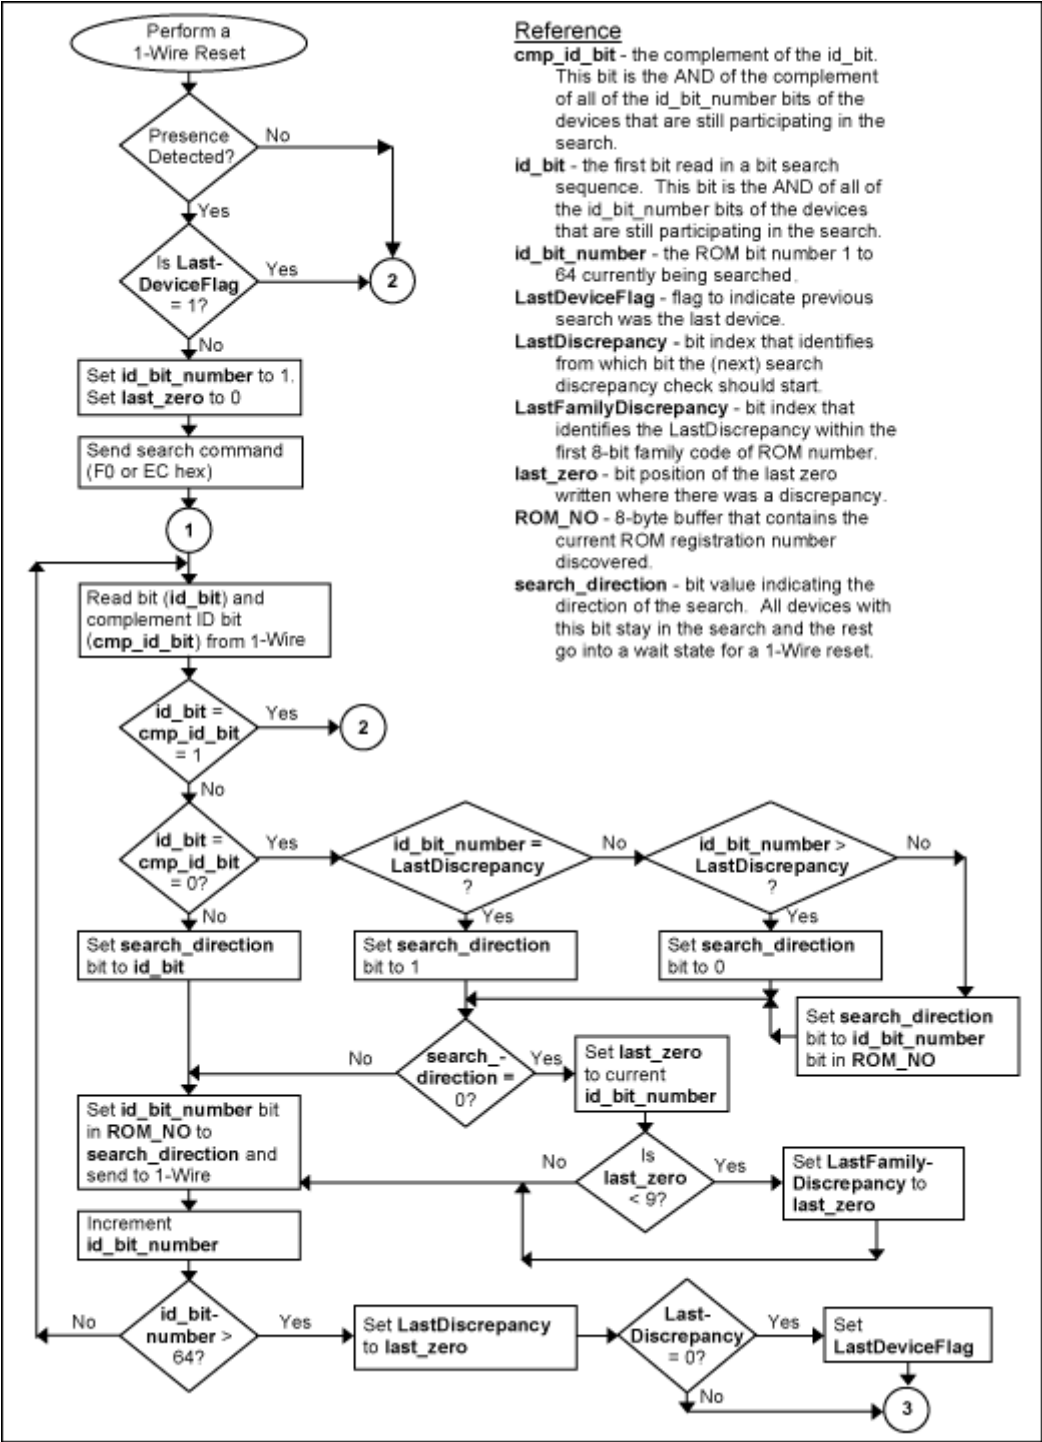 Perform a
1-Wire Reset
Presence
Detected?
No
Yes
Is Last-
DeviceFlag
= 1?
Yes
2
No
Set id_bit_number to 1.
Set last_zero to 0
Send search command
(F0 or EC hex)
1
Read bit (id_bit) and
complement ID bit
(cmp_id_bit) from 1-Wire
id_bit =
cmp_id_bit
= 1
Yes
2
No
Reference
cmp_id_bit - the complement of the id_bit.
This bit is the AND of the complement
of all of the id_bit_number bits of the
devices that are still participating in the
search.
id_bit - the first bit read in a bit search
sequence. This bit is the AND of all of
the id_bit_number bits of the devices
that are still participating in the search.
id_bit_number - the ROM bit number 1 to
64 currently being searched.
LastDeviceFlag - flag to indicate previous
search was the last device.
LastDiscrepancy - bit index that identifies
from which bit the (next) search
discrepancy check should start.
LastFamilyDiscrepancy - bit index that
identifies the LastDiscrepancy within the
first 8-bit family code of ROM number.
last_zero - bit position of the last zero
written where there was a discrepancy.
ROM_NO - 8-byte buffer that contains the
current ROM registration number
discovered.
search_direction - bit value indicating the
direction of the search. All devices with
this bit stay in the search and the rest
go into a wait state for a 1-Wire reset.
id_bit =
cmp_id_bit
= 0?
Yes
No
id_bit_number =
LastDiscrepancy
?
No
Yes
id_bit_number >
LastDiscrepancy
?
No
Yes
Set search_direction
bit to id_bit
Set search_direction
bit to 1
Set search_direction
bit to 0
Set search_direction
bit to id_bit_number
bit in ROM_NO
No
search_-
direction =
0?
Yes
Set last_zero
to current
id_bit_number
Set id_bit_number bit
in ROM_NO to
search_direction and
send to 1-Wire
No
Is
last_zero
< 9?
Yes
Set LastFamily-
Discrepancy to
last_zero
Increment
id_bit_number
No
id_bit-
number >
64?
Yes
Set LastDiscrepancy
to last_zero
Last-
Discrepancy
= 0?
Yes
No
Set
LastDeviceFlag
3